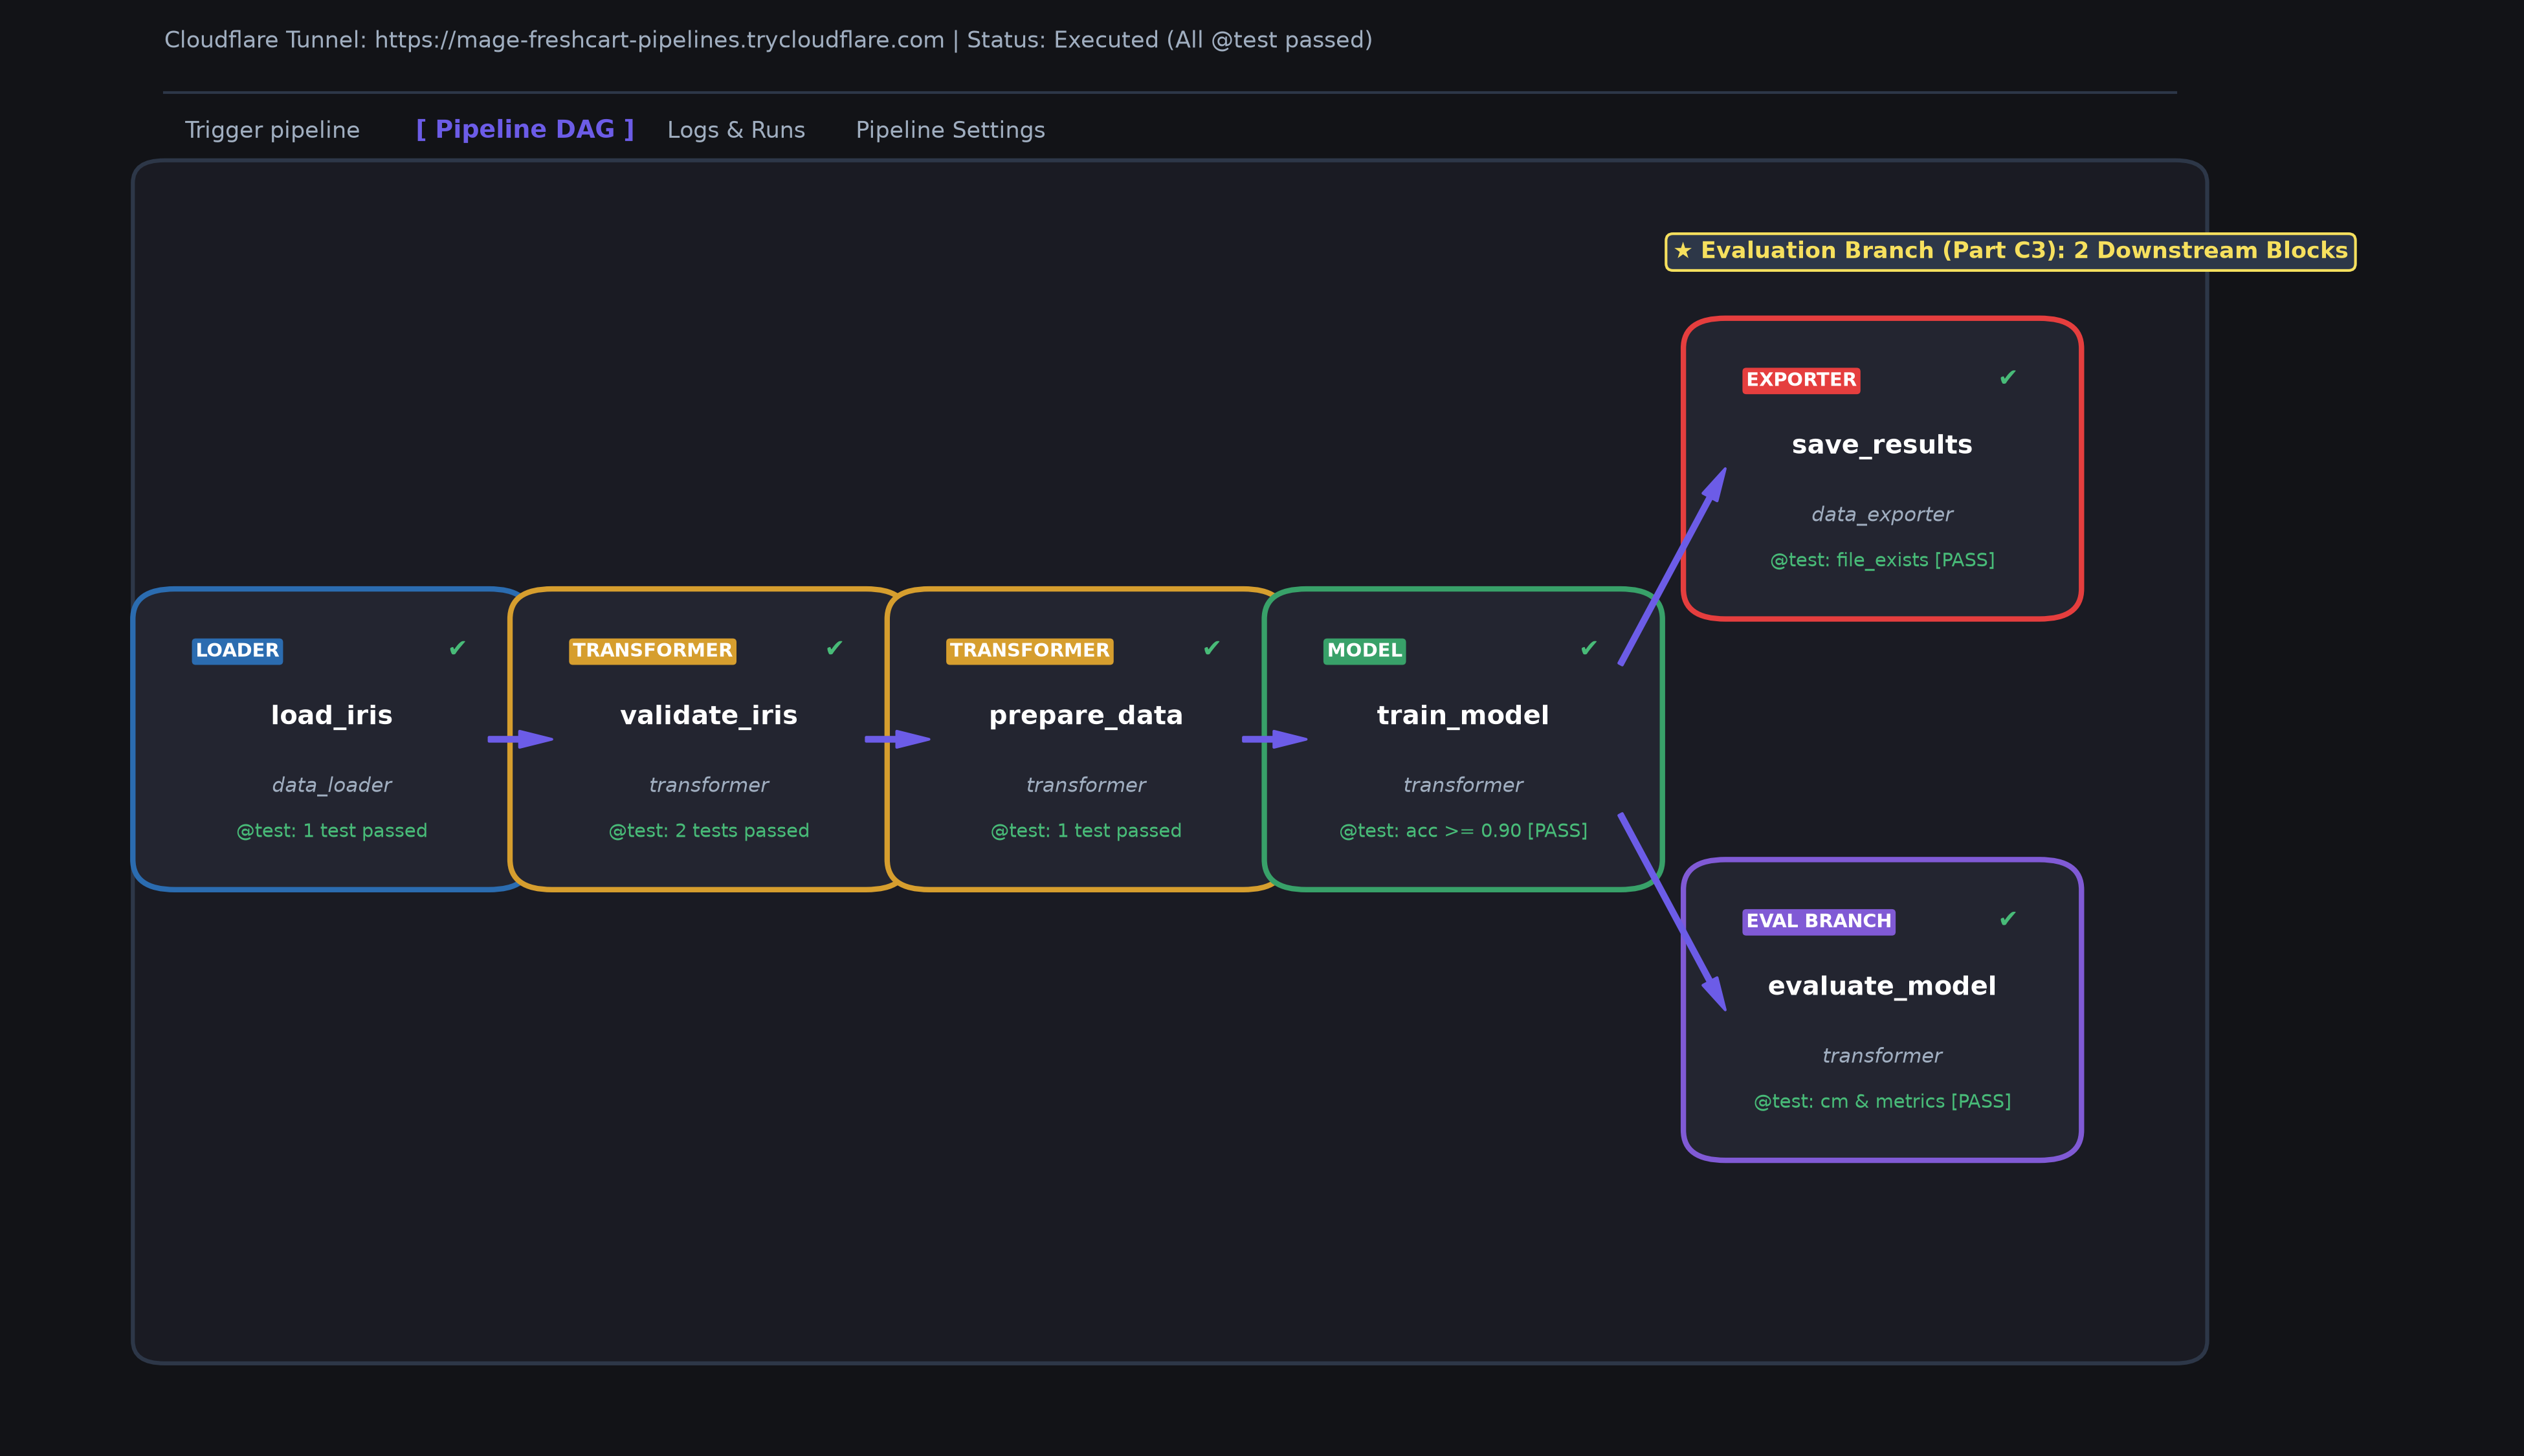 Cloudflare Tunnel: https://mage-freshcart-pipelines.trycloudflare.com | Status: Executed (All @test passed)
Trigger pipeline
[ Pipeline DAG ]
Logs & Runs
Pipeline Settings
★ Evaluation Branch (Part C3): 2 Downstream Blocks
EXPORTER ✔
save_results
data_exporter
@test: file_exists [PASS]
LOADER ✔
load_iris
data_loader
@test: 1 test passed
TRANSFORMER ✔
validate_iris
transformer
@test: 2 tests passed
TRANSFORMER ✔
prepare_data
transformer
@test: 1 test passed
MODEL ✔
train_model
transformer
@test: acc >= 0.90 [PASS]
EVAL BRANCH ✔
evaluate_model
transformer
@test: cm & metrics [PASS]